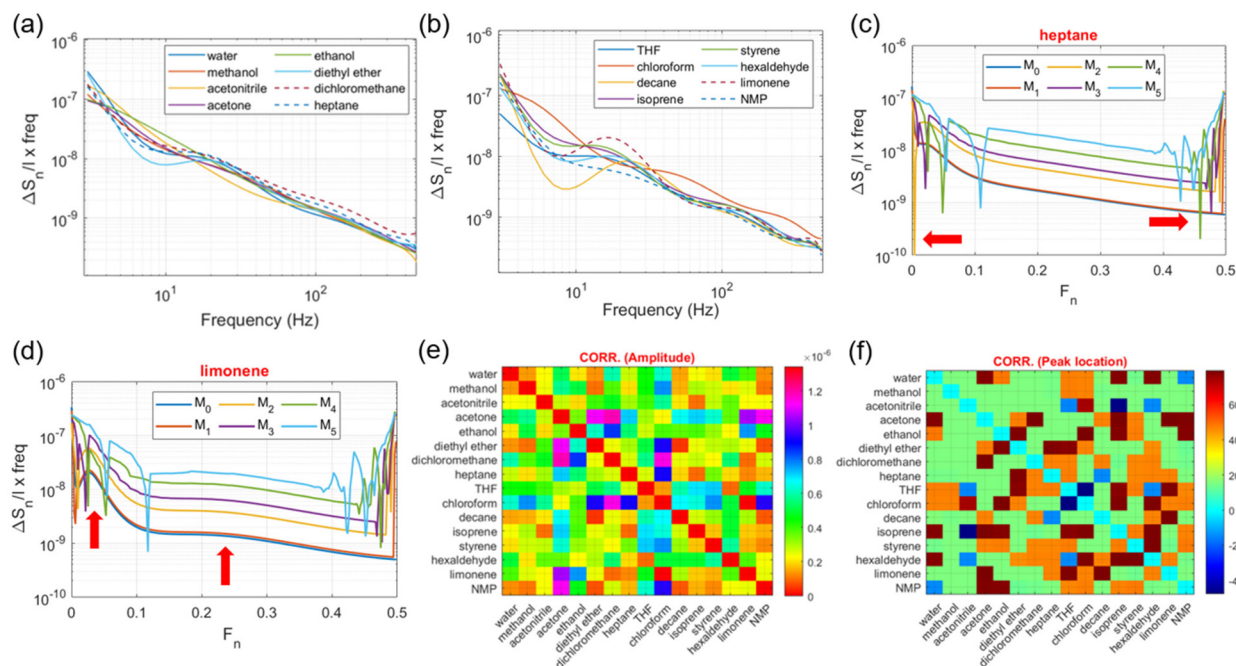 (a)
10^-6
10^-7
10^-8
10^-9
ΔS_n/I x freq
water
methanol
acetonitrile
acetone
ethanol
diethyl ether
dichloromethane
heptane
10^1
10^2
Frequency (Hz)
(b)
10^-6
10^-7
10^-8
10^-9
ΔS_n/I x freq
THF
chloroform
decane
isoprene
styrene
hexaldehyde
limonene
NMP
10^1
10^2
Frequency (Hz)
(c)
heptane
10^-6
10^-7
10^-8
10^-9
10^-10
ΔS_n/I x freq
M_0
M_2
M_4
M_1
M_3
M_5
0
0.1
0.2
0.3
0.4
0.5
F_n
(d)
limonene
10^-6
10^-7
10^-8
10^-9
10^-10
ΔS_n/I x freq
M_0
M_2
M_4
M_1
M_3
M_5
0
0.1
0.2
0.3
0.4
0.5
F_n
(e)
CORR. (Amplitude)
× 10^-6
water
methanol
acetonitrile
acetone
ethanol
diethyl ether
dichloromethane
heptane
THF
chloroform
decane
isoprene
styrene
hexaldehyde
limonene
NMP
water
methanol
acetonitrile
acetone
ethanol
diethyl ether
dichloromethane
heptane
THF
chloroform
decane
isoprene
styrene
hexaldehyde
limonene
NMP
1.2
1
0.8
0.6
0.4
0.2
0
(f)
CORR. (Peak location)
water
methanol
acetonitrile
acetone
ethanol
diethyl ether
dichloromethane
heptane
THF
chloroform
decane
isoprene
styrene
hexaldehyde
limonene
NMP
water
methanol
acetonitrile
acetone
ethanol
diethyl ether
dichloromethane
heptane
THF
chloroform
decane
isoprene
styrene
hexaldehyde
limonene
NMP
60
40
20
0
-20
-40